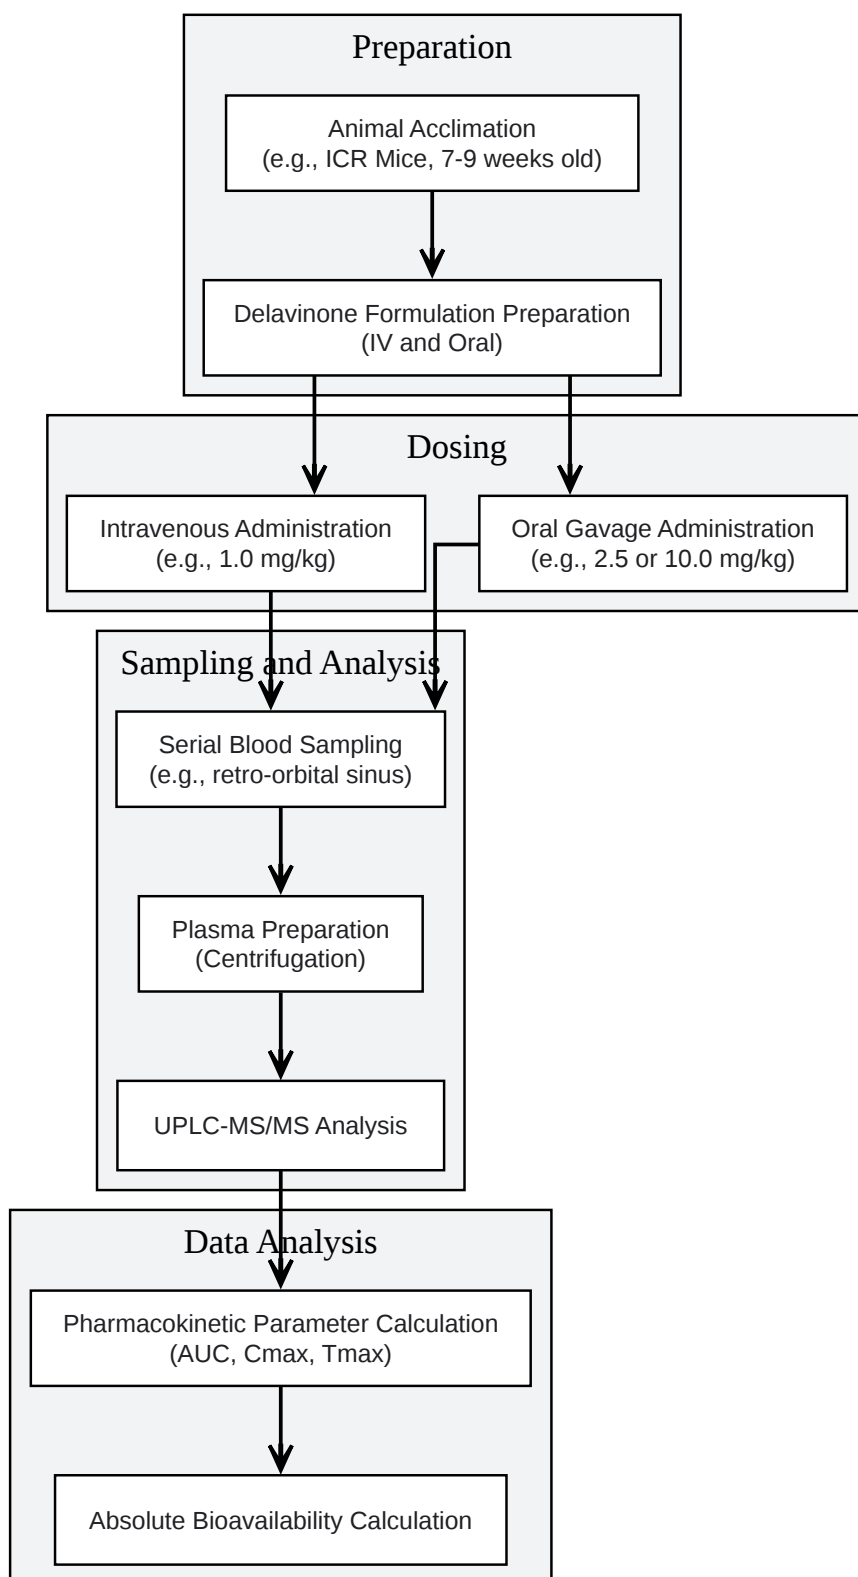 Preparation
Animal Acclimation
(e.g., ICR Mice, 7-9 weeks old)
Delavinone Formulation Preparation
(IV and Oral)
Dosing
Intravenous Administration
(e.g., 1.0 mg/kg)
Oral Gavage Administration
(e.g., 2.5 or 10.0 mg/kg)
Sampling and Analysis
Serial Blood Sampling
(e.g., retro-orbital sinus)
Plasma Preparation
(Centrifugation)
UPLC-MS/MS Analysis
Data Analysis
Pharmacokinetic Parameter Calculation
(AUC, Cmax, Tmax)
Absolute Bioavailability Calculation